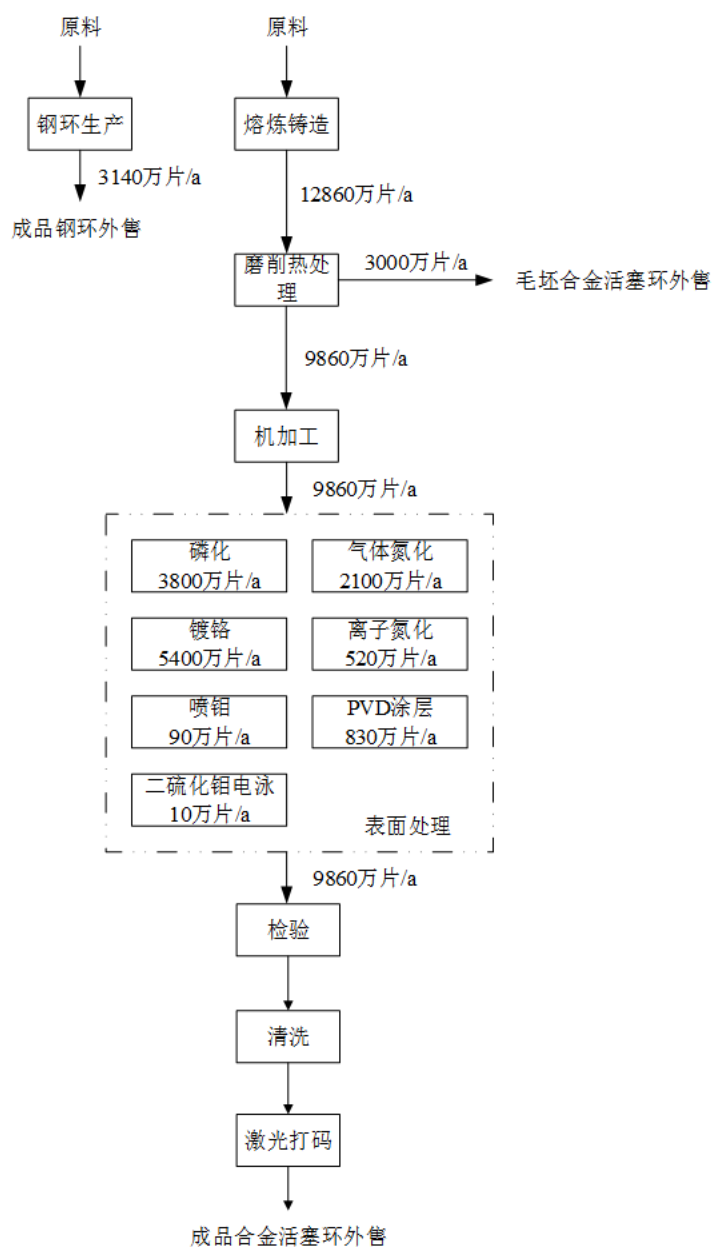 原料
原料
钢环生产
熔炼铸造
3140万片/a
12860万片/a
成品钢环外售
磨削热处
理
3000万片/a
毛坯合金活塞环外售
9860万片/a
机加工
9860万片/a
磷化
3800万片/a
气体氮化
2100万片/a
镀铬
5400万片/a
离子氮化
520万片/a
喷钼
90万片/a
PVD涂层
830万片/a
二硫化钼电泳
10万片/a
表面处理
9860万片/a
检验
清洗
激光打码
成品合金活塞环外售